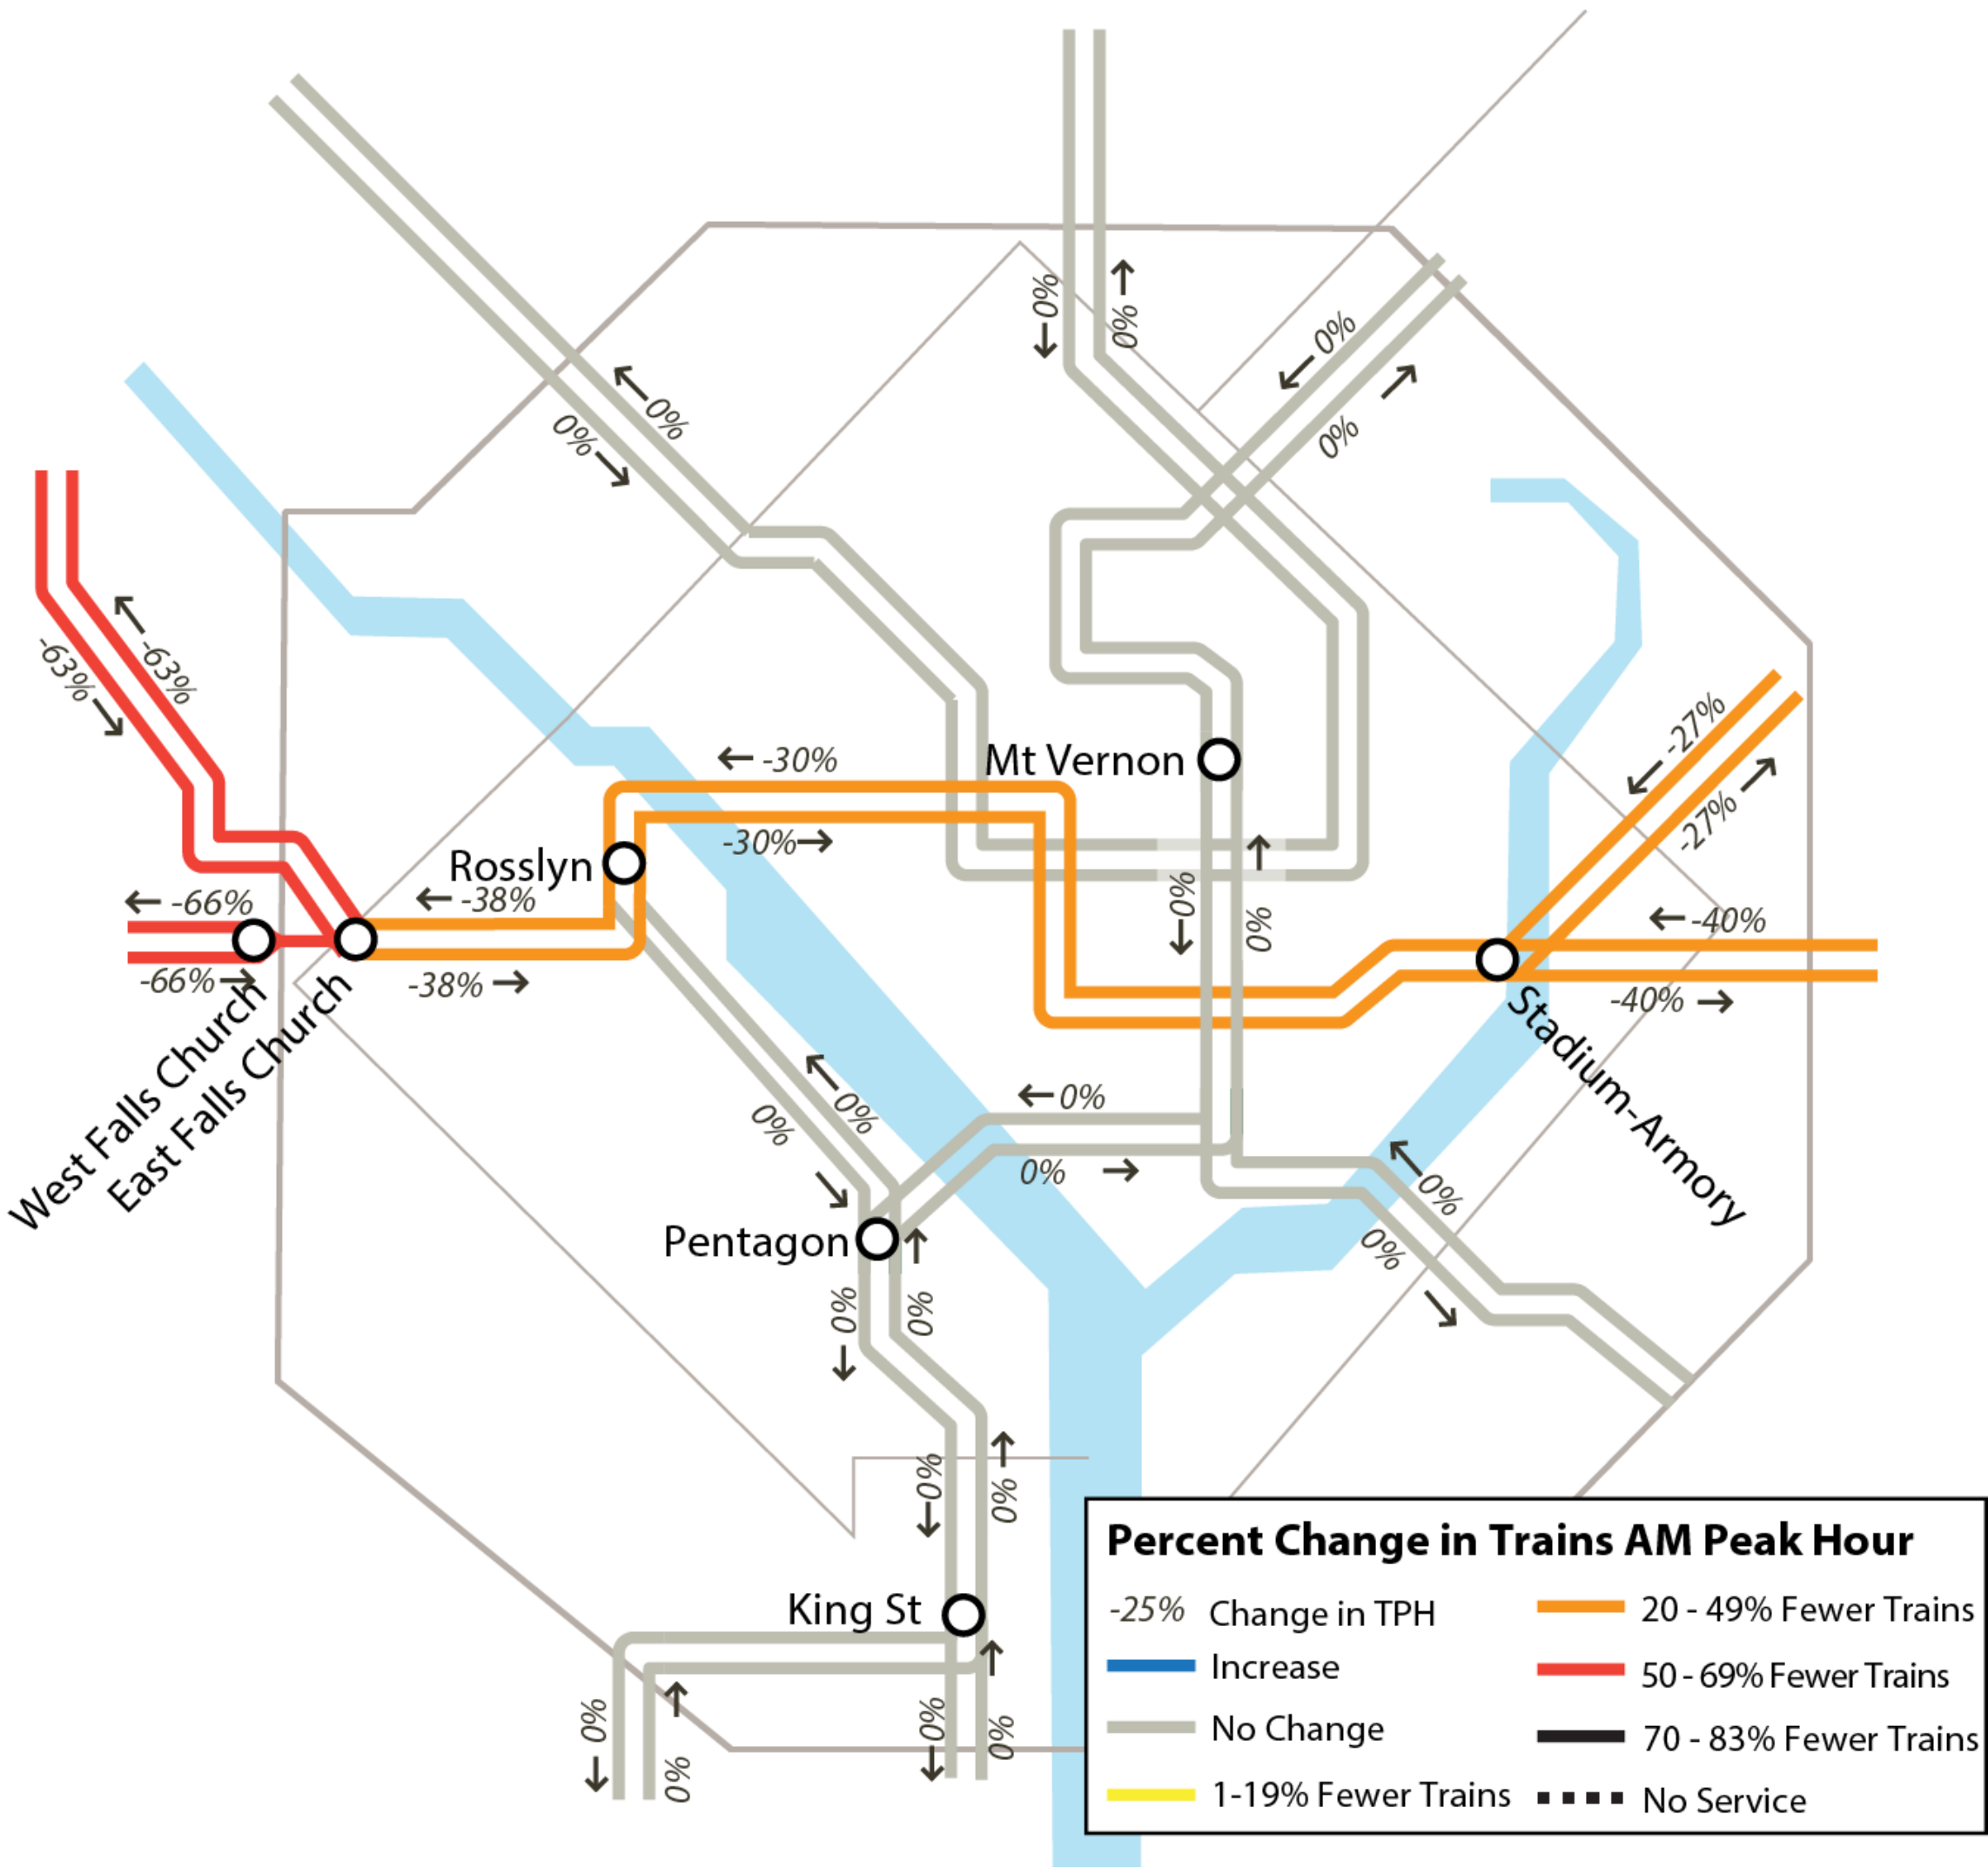 ←0%
0%→
←0%
0%→
←0%
0%→
←-63%
-63%→
←-30%
-30%→
Mt Vernon
Rosslyn
←-38%
-38%→
←-66%
-66%→
West Falls Church
East Falls Church
←0%
0%→
←-27%
-27%→
←-40%
-40%→
Stadium-Armory
←0%
0%→
←0%
0%→
←0%
0%→
Pentagon
←0%
0%→
←0%
0%→
King St
←0%
0%→
←0%
0%→
Percent Change in Trains AM Peak Hour
-25% Change in TPH
Increase
No Change
1-19% Fewer Trains
20 - 49% Fewer Trains
50 - 69% Fewer Trains
70 - 83% Fewer Trains
No Service